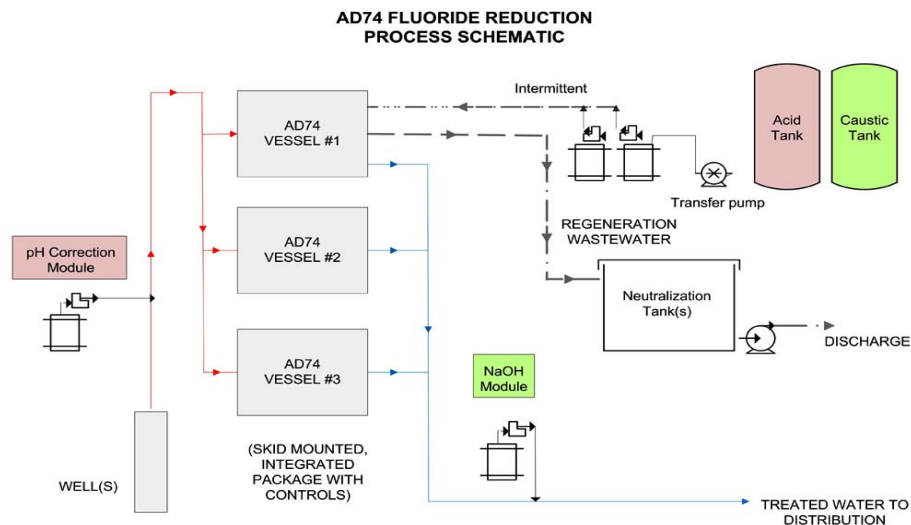 AD74 FLUORIDE REDUCTION
PROCESS SCHEMATIC
Intermittent
AD74
VESSEL #1
Acid
Tank
Caustic
Tank
Transfer pump
REGENERATION
WASTEWATER
AD74
VESSEL #2
pH Correction
Module
Neutralization
Tank(s)
DISCHARGE
AD74
VESSEL #3
NaOH
Module
WELL(S)
(SKID MOUNTED,
INTEGRATED
PACKAGE WITH
CONTROLS)
TREATED WATER TO
DISTRIBUTION